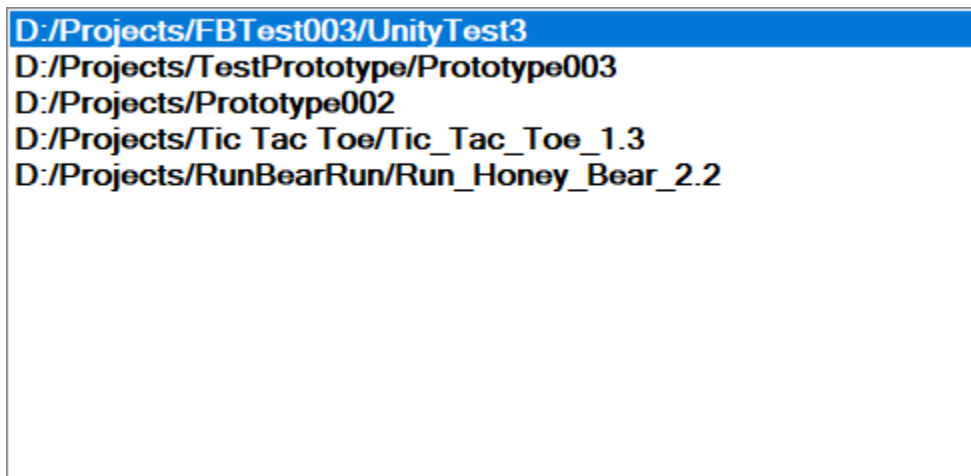 D:/Projects/FBTest003/UnityTest3
D:/Projects/TestPrototype/Prototype003
D:/Projects/Prototype002
D:/Projects/Tic Tac Toe/Tic_Tac_Toe_1.3
D:/Projects/RunBearRun/Run_Honey_Bear_2.2